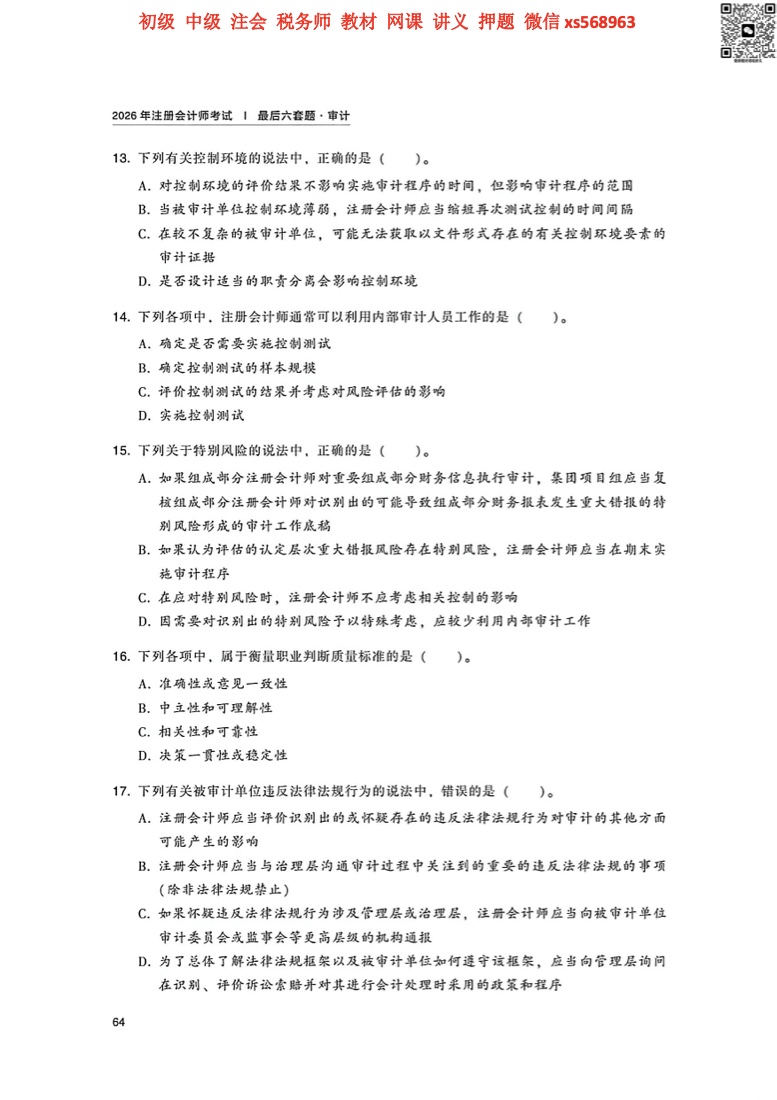 初级 中级 注会 税务师 教材 网课 讲义 押题 微信 xs568963
2026 年注册会计师考试 | 最后六套题·审计
13. 下列有关控制环境的说法中，正确的是（  ）。
A. 对控制环境的评价结果不影响实施审计程序的时间，但影响审计程序的范围
B. 当被审计单位控制环境薄弱，注册会计师应当缩短再次测试控制的时间间隔
C. 在较不复杂的被审计单位，可能无法获取以文件形式存在的有关控制环境要素的
审计证据
D. 是否设计适当的职责分离会影响控制环境
14. 下列各项中，注册会计师通常可以利用内部审计人员工作的是（  ）。
A. 确定是否需要实施控制测试
B. 确定控制测试的样本规模
C. 评价控制测试的结果并考虑对风险评估的影响
D. 实施控制测试
15. 下列关于特别风险的说法中，正确的是（  ）。
A. 如果组成部分注册会计师对重要组成部分财务信息执行审计，集团项目组应当复
核组成部分注册会计师对识别出的可能导致组成部分财务报表发生重大错报的特
别风险形成的审计工作底稿
B. 如果认为评估的认定层次重大错报风险存在特别风险，注册会计师应当在期末实
施审计程序
C. 在应对特别风险时，注册会计师不应考虑相关控制的影响
D. 因需要对识别出的特别风险予以特殊考虑，应较少利用内部审计工作
16. 下列各项中，属于衡量职业判断质量标准的是（  ）。
A. 准确性或意见一致性
B. 中立性和可理解性
C. 相关性和可靠性
D. 决策一贯性或稳定性
17. 下列有关被审计单位违反法律法规行为的说法中，错误的是（  ）。
A. 注册会计师应当评价识别出的或怀疑存在的违反法律法规行为对审计的其他方面
可能产生的影响
B. 注册会计师应当与治理层沟通审计过程中关注到的重要的违反法律法规的事项
（除非法律法规禁止）
C. 如果怀疑违反法律法规行为涉及管理层或治理层，注册会计师应当向被审计单位
审计委员会或监事会等更高层级的机构通报
D. 为了总体了解法律法规框架以及被审计单位如何遵守该框架，应当向管理层询问
在识别、评价诉讼索赔并对其进行会计处理时采用的政策和程序
64